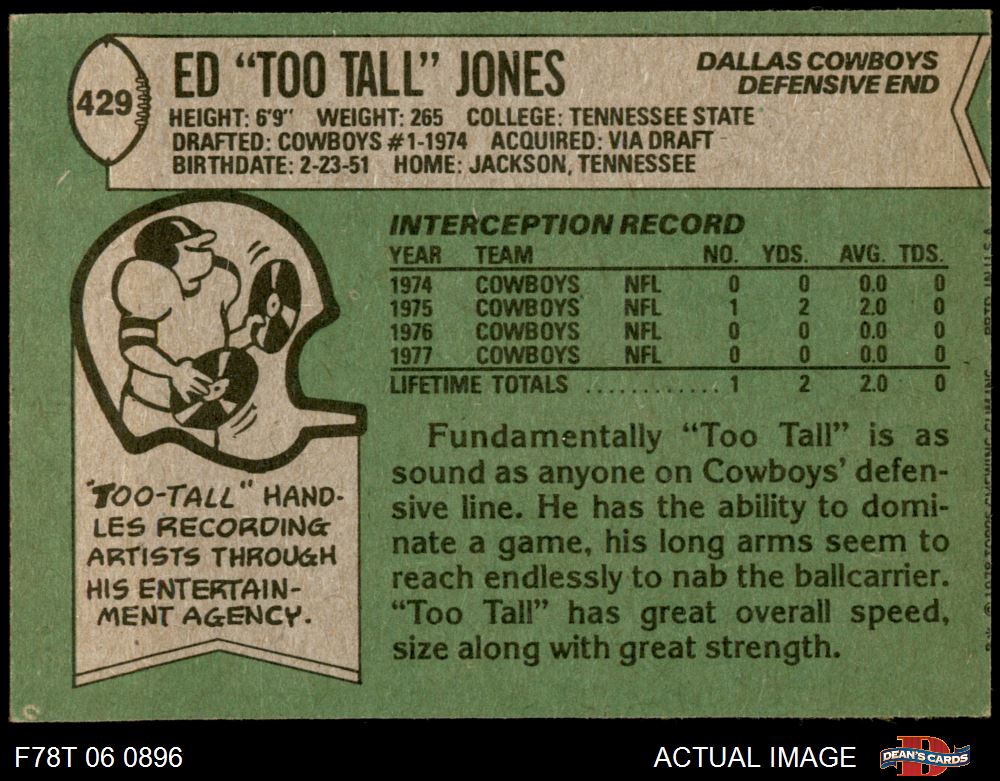 429
ED “TOO TALL” JONES
DALLAS COWBOYS
DEFENSIVE END
HEIGHT: 6'9" WEIGHT: 265 COLLEGE: TENNESSEE STATE
DRAFTED: COWBOYS #1-1974 ACQUIRED: VIA DRAFT
BIRTHDATE: 2-23-51 HOME: JACKSON, TENNESSEE
INTERCEPTION RECORD
YEAR TEAM NO. YDS. AVG. TDS.
1974 COWBOYS NFL 0 0 0.0 0
1975 COWBOYS NFL 1 2 2.0 0
1976 COWBOYS NFL 0 0 0.0 0
1977 COWBOYS NFL 0 0 0.0 0
LIFETIME TOTALS ............ 1 2 2.0 0
"TOO-TALL" HAND-
LES RECORDING
ARTISTS THROUGH
HIS ENTERTAIN-
MENT AGENCY.
Fundamentally “Too Tall” is as
sound as anyone on Cowboys’ defen-
sive line. He has the ability to domi-
nate a game, his long arms seem to
reach endlessly to nab the ballcarrier.
“Too Tall” has great overall speed,
size along with great strength.
F78T 06 0896
ACTUAL IMAGE
DEAN'S CARDS